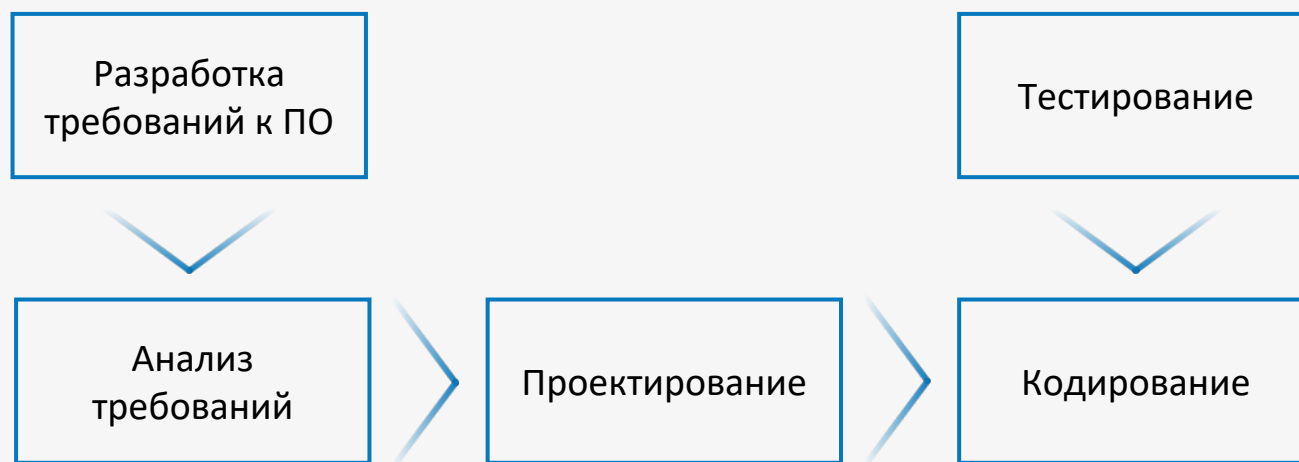 Разработка
требований к ПО
Тестирование
Анализ
требований
Проектирование
Кодирование